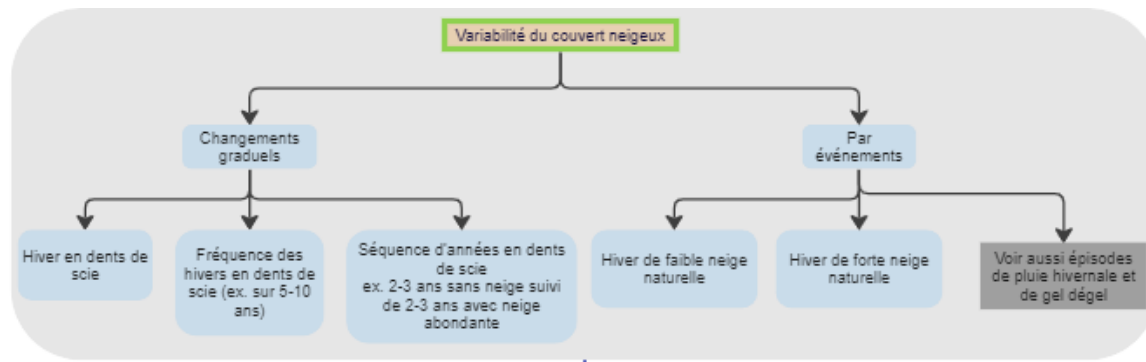 Variabilité du couvert neigeux
Changements
graduels
Par
événements
Hiver en dents de
scie
Fréquence des
hivers en dents de
scie (ex. sur 5-10
ans)
Séquence d'années en dents
de scie
ex. 2-3 ans sans neige suivi
de 2-3 ans avec neige
abondante
Hiver de faible neige
naturelle
Hiver de forte neige
naturelle
Voir aussi épisodes
de pluie hivernale et
de gel dégel